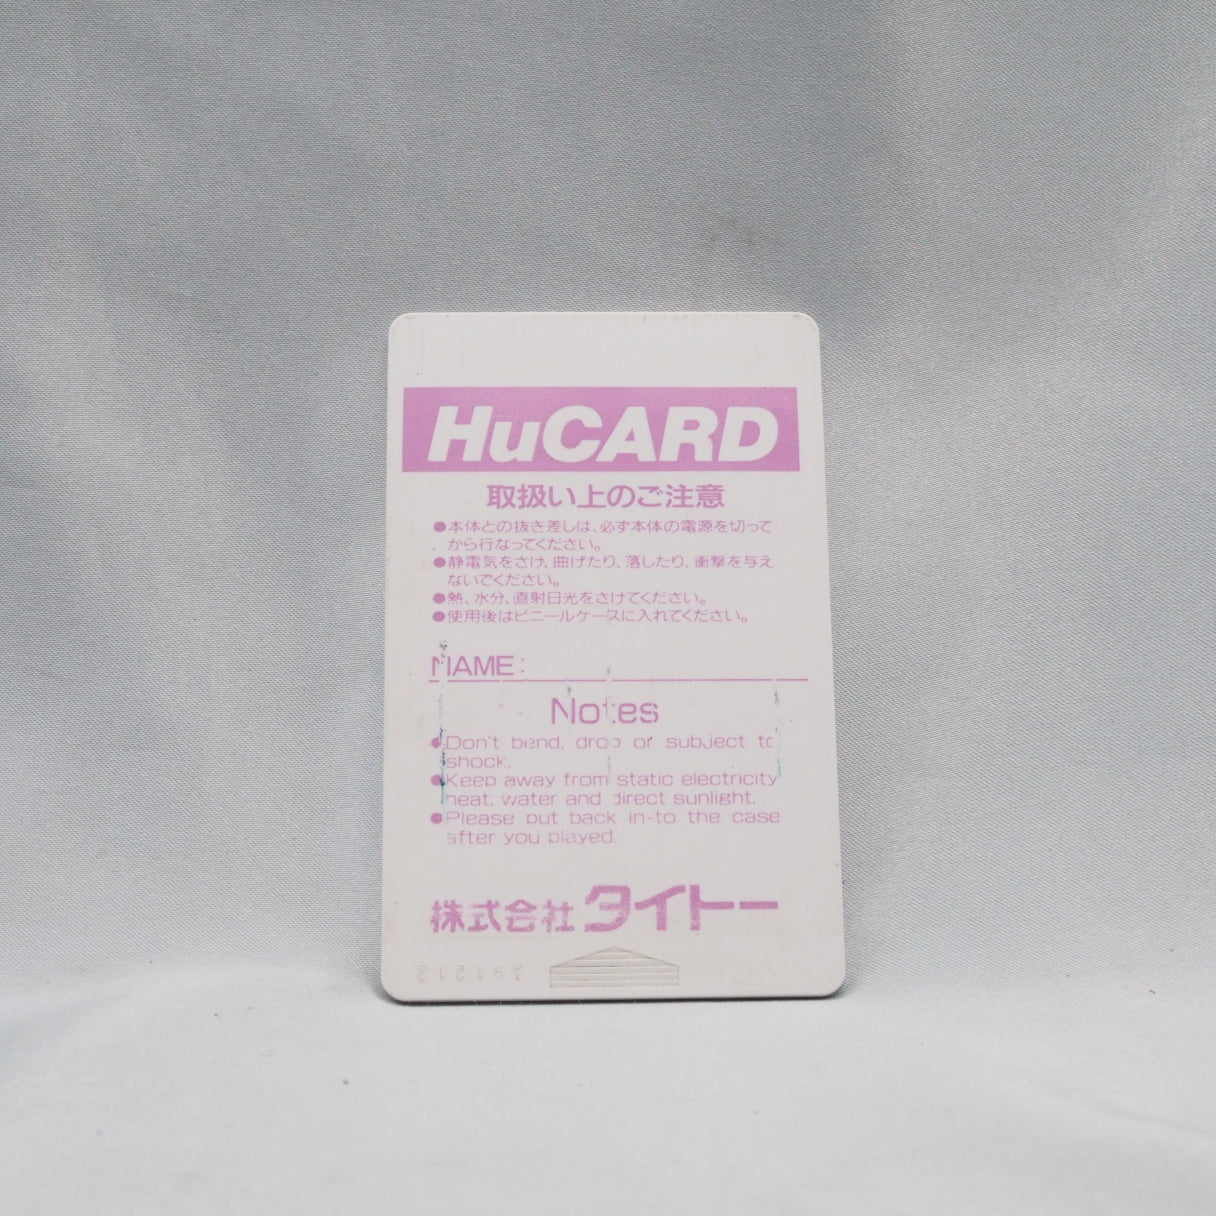 HuCARD
取扱い上のご注意
●本体との抜き差しは、必ず本体の電源を切って
から行なってください。
●静電気をさけ、曲げたり、落したり、衝撃を与え
ないでください。
●熱、水分、直射日光をさけてください。
●使用後はビニールケースに入れてください。
NAME:
Notes
●Don't bend, drop or subject to
shock.
●Keep away from static electricity
heat, water and direct sunlight.
●Please put back in-to the case
after you played.
株式会社 タイトー
A91212